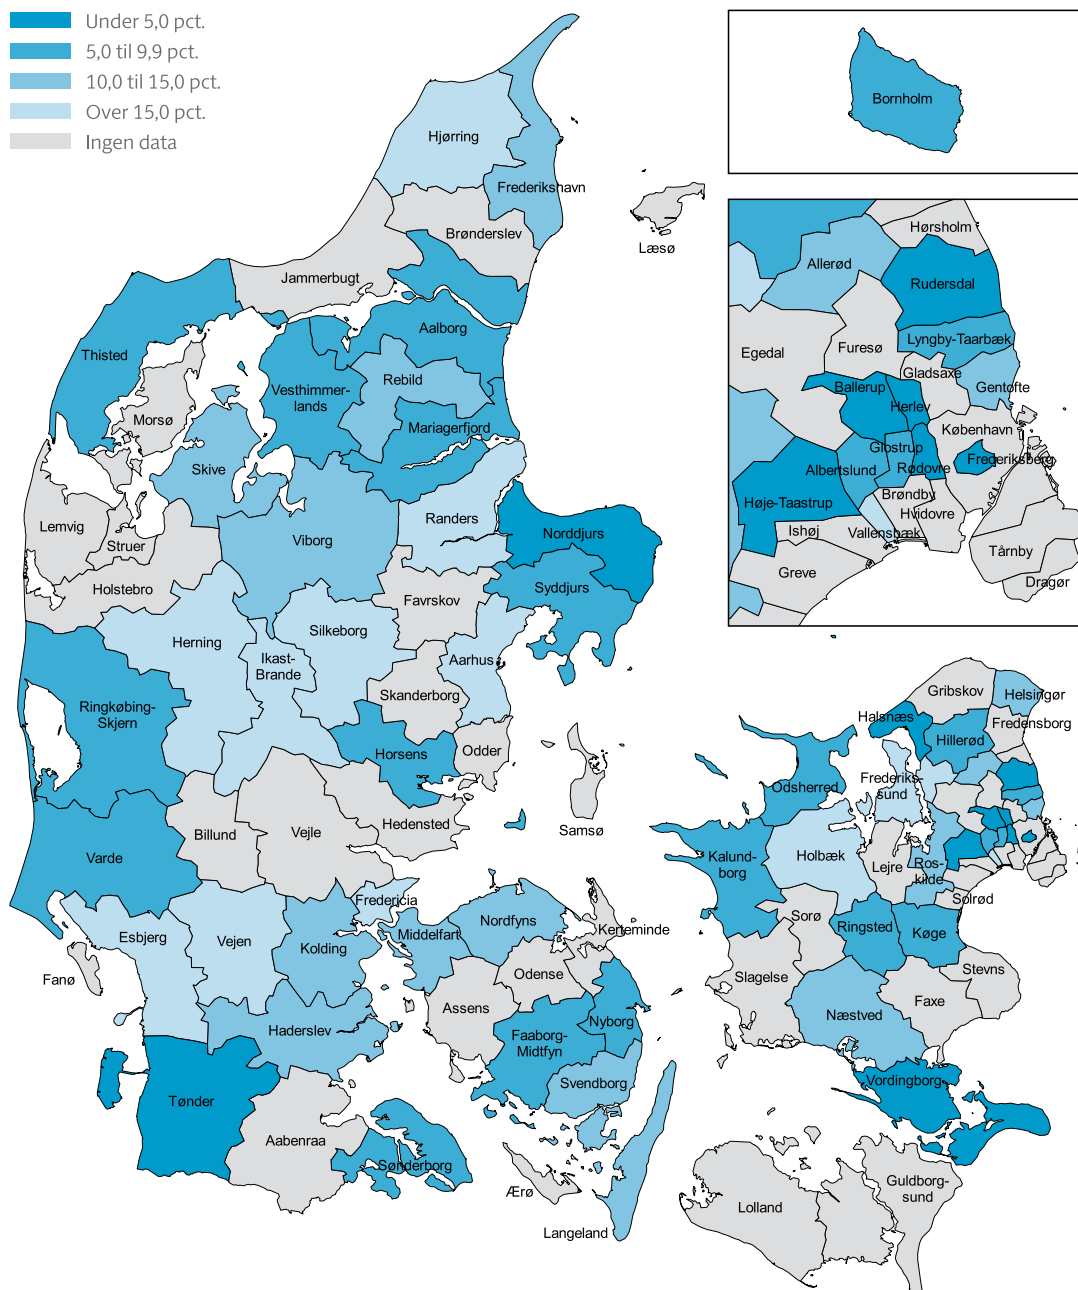 Under 5,0 pct.
5,0 til 9,9 pct.
10,0 til 15,0 pct.
Over 15,0 pct.
Ingen data
Bornholm
Hjørring
Frederikshavn
Brønderslev
Læsø
Jammerbugt
Aalborg
Thisted
Rebild
Vesthimmer-
lands
Morsø
Mariagerfjord
Skive
Randers
Lemvig
Struer
Viborg
Norddjurs
Holstebro
Favrskov
Syddjurs
Herning
Silkeborg
Ikast-
Brande
Aarhus
Skanderborg
Ringkøbing-
Skjern
Horsens
Odder
Hedensted
Samsø
Billund
Vejle
Varde
Fredericia
Esbjerg
Vejen
Kolding
Fanø
Haderslev
Tønder
Aabenraa
Sønderborg
Nordfyns
Middelfart
Kerteminde
Odense
Assens
Nyborg
Faaborg-
Midtfyn
Svendborg
Ærø
Langeland
Hørsholm
Allerød
Rudersdal
Egedal
Furesø
Lyngby-Taarbæk
Gladsaxe
Gentofte
Ballerup
Herlev
København
Glostrup
Frederiksberg
Albertslund
Rødovre
Høje-Taastrup
Brøndby
Hvidovre
Ishøj
Vallensbæk
Tårnby
Greve
Dragør
Gribskov
Helsingør
Halsnæs
Fredensborg
Hillerød
Odsherred
Frederiks-
sund
Kalund-
borg
Holbæk
Lejre
Ros-
kilde
Solrød
Sorø
Ringsted
Køge
Slagelse
Stevns
Faxe
Næstved
Vordingborg
Guldborg-
sund
Lolland